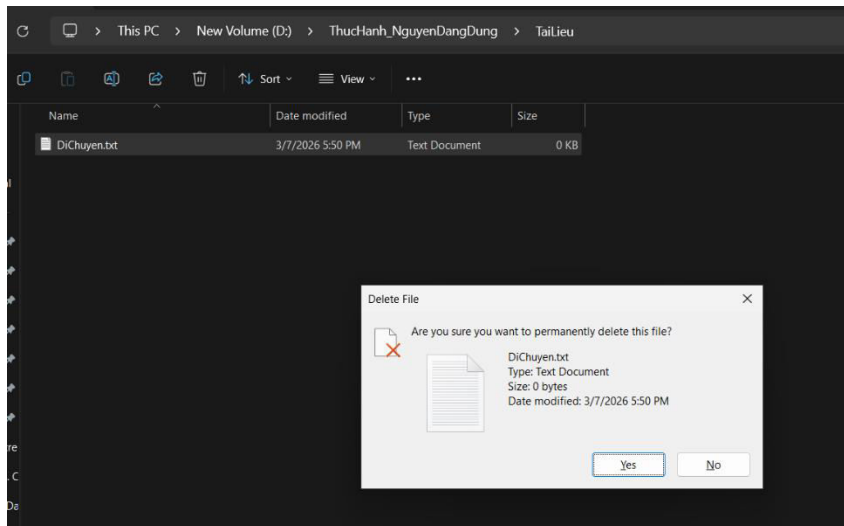 This PC > New Volume (D:) > ThucHanh_NguyenDangDung > TaiLieu
Sort View
Name Date modified Type Size
DiChuyen.txt 3/7/2026 5:50 PM Text Document 0 KB
Delete File
Are you sure you want to permanently delete this file?
DiChuyen.txt
Type: Text Document
Size: 0 bytes
Date modified: 3/7/2026 5:50 PM
Yes No
re
. C
Da